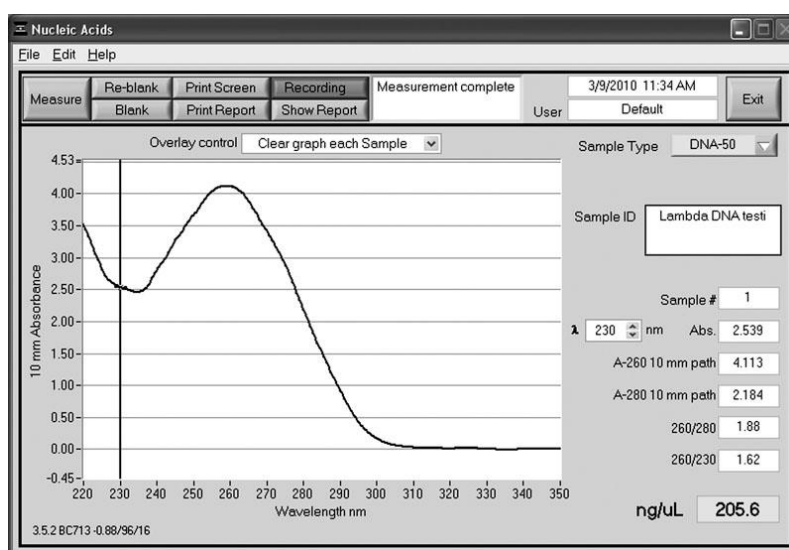 Nucleic Acids
File Edit Help
Measure
Re-blank Print Screen Recording
Blank Print Report Show Report
Measurement complete
3/9/2010 11:34 AM
User Default
Exit
Overlay control Clear graph each Sample
Sample Type DNA-50
Sample ID Lambda DNA testi
Sample # 1
λ 230 nm Abs. 2.539
A-260 10 mm path 4.113
A-280 10 mm path 2.184
260/280 1.88
260/230 1.62
ng/uL 205.6
10 mm Absorbance
4.53
4.00
3.50
3.00
2.50
2.00
1.50
1.00
0.50
0.00
-0.45
220 230 240 250 260 270 280 290 300 310 320 330 340 350
Wavelength nm
3.5.2 BC713 -0.88/96/16